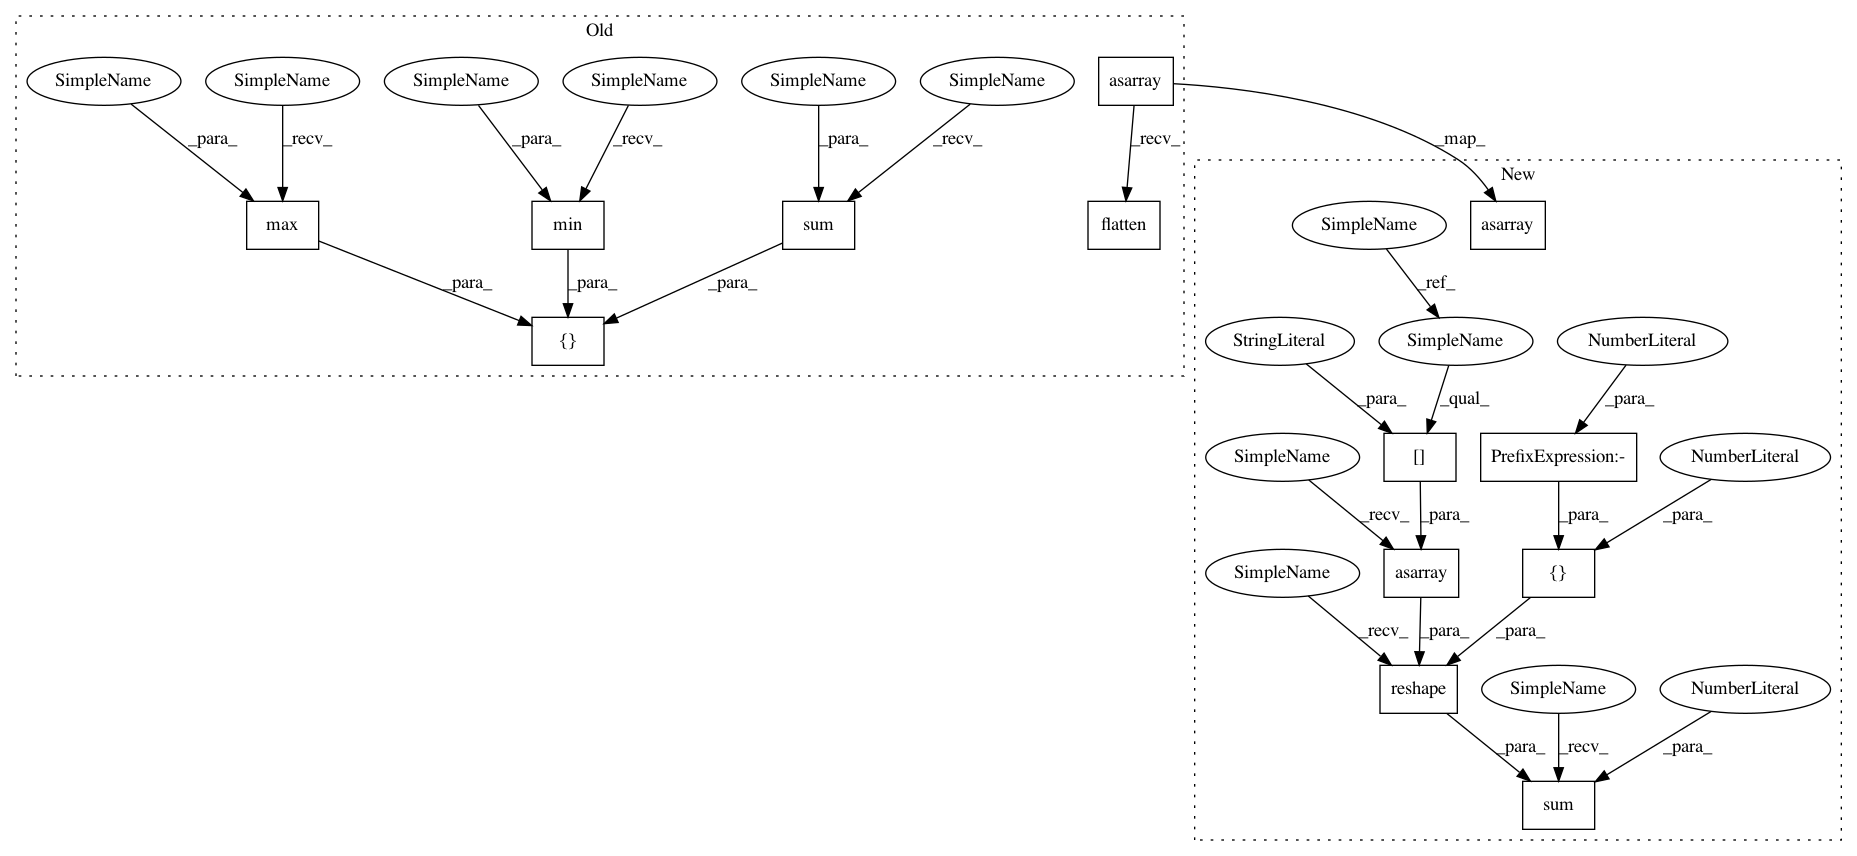 Old
SimpleName SimpleName SimpleName SimpleName SimpleName SimpleName asarray
_para_ _recv_ _para_ _recv_ _para_ _recv_ _recv_ _map_
New
max min sum flatten SimpleName asarray
_para_ _para_ _para_ _ref_
{} StringLiteral SimpleName NumberLiteral
_para_ _qual_ _para_
SimpleName [] PrefixExpression:- NumberLiteral
_recv_ _para_ _para_ _para_
SimpleName asarray {}
_recv_ _para_ _para_
reshape SimpleName NumberLiteral
_para_ _recv_ _para_
sum